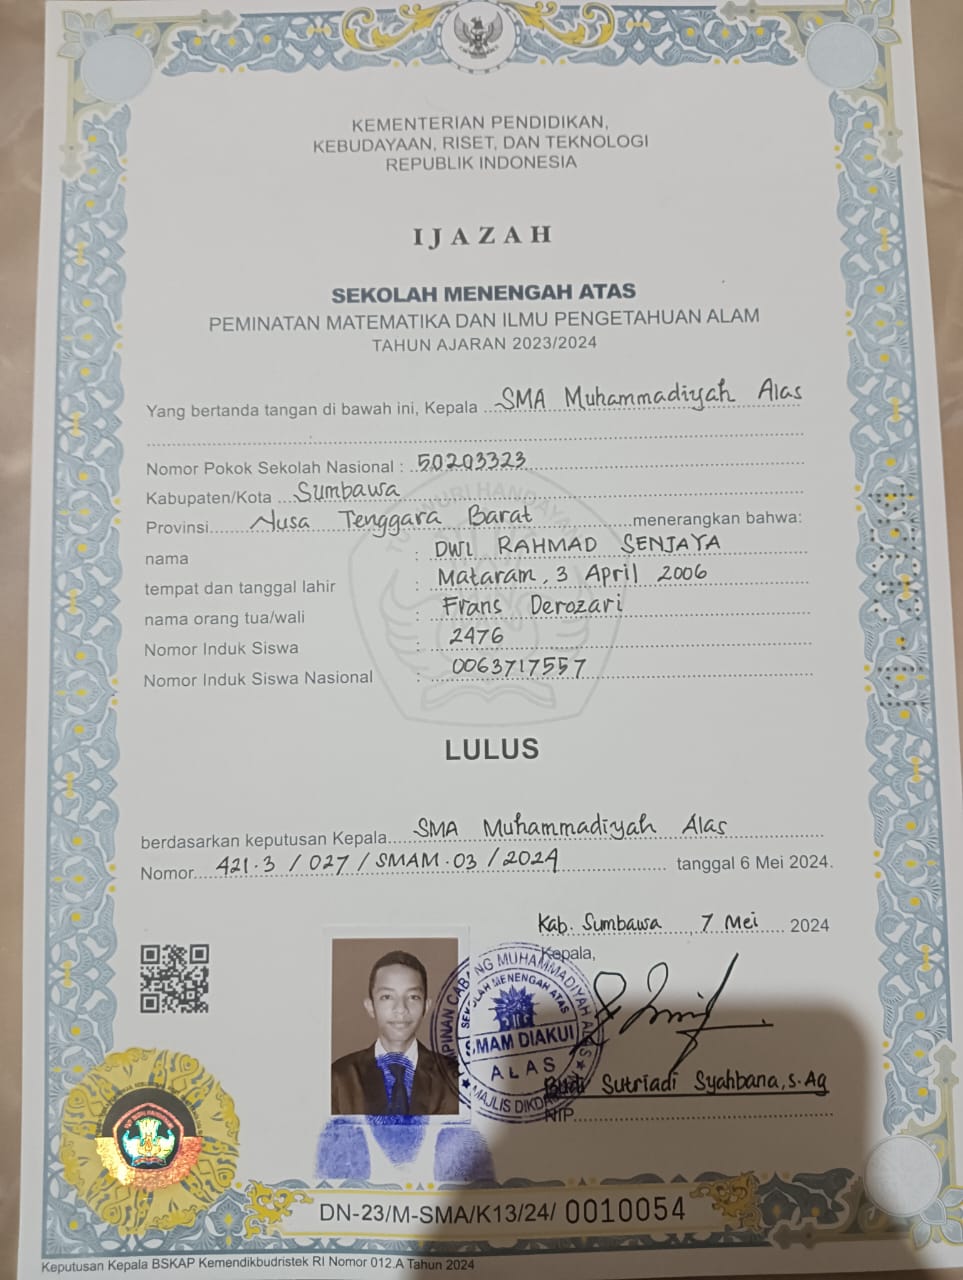 KEMENTERIAN PENDIDIKAN,
KEBUDAYAAN, RISET, DAN TEKNOLOGI
REPUBLIK INDONESIA
IJAZAH
SEKOLAH MENENGAH ATAS
PEMINATAN MATEMATIKA DAN ILMU PENGETAHUAN ALAM
TAHUN AJARAN 2023/2024
Yang bertanda tangan di bawah ini, Kepala SMA Muhammadiyah Alas
Nomor Pokok Sekolah Nasional : 50203323
Kabupaten/Kota Sumbawa
Provinsi Nusa Tenggara Barat menerangkan bahwa:
nama : DWI RAHMAD SENJAYA
tempat dan tanggal lahir : Mataram, 3 April 2006
nama orang tua/wali : Frans Derozari
Nomor Induk Siswa : 2476
Nomor Induk Siswa Nasional : 0063717557
LULUS
berdasarkan keputusan Kepala SMA Muhammadiyah Alas
Nomor 421.3 / 027 / SMAM.03 / 2024 tanggal 6 Mei 2024.
Kab. Sumbawa, 7 Mei 2024
Kepala,
CABANG MUHAMMADIYAH ALAS
SEKOLAH MENENGAH ATAS
SMAM DIAKUI
ALAS
MAJLIS
Budi Sutriadi Syahbana, S.Ag
NIP
DN-23/M-SMA/K13/24/ 0010054
Keputusan Kepala BSKAP Kemendikbudristek RI Nomor 012.A Tahun 2024